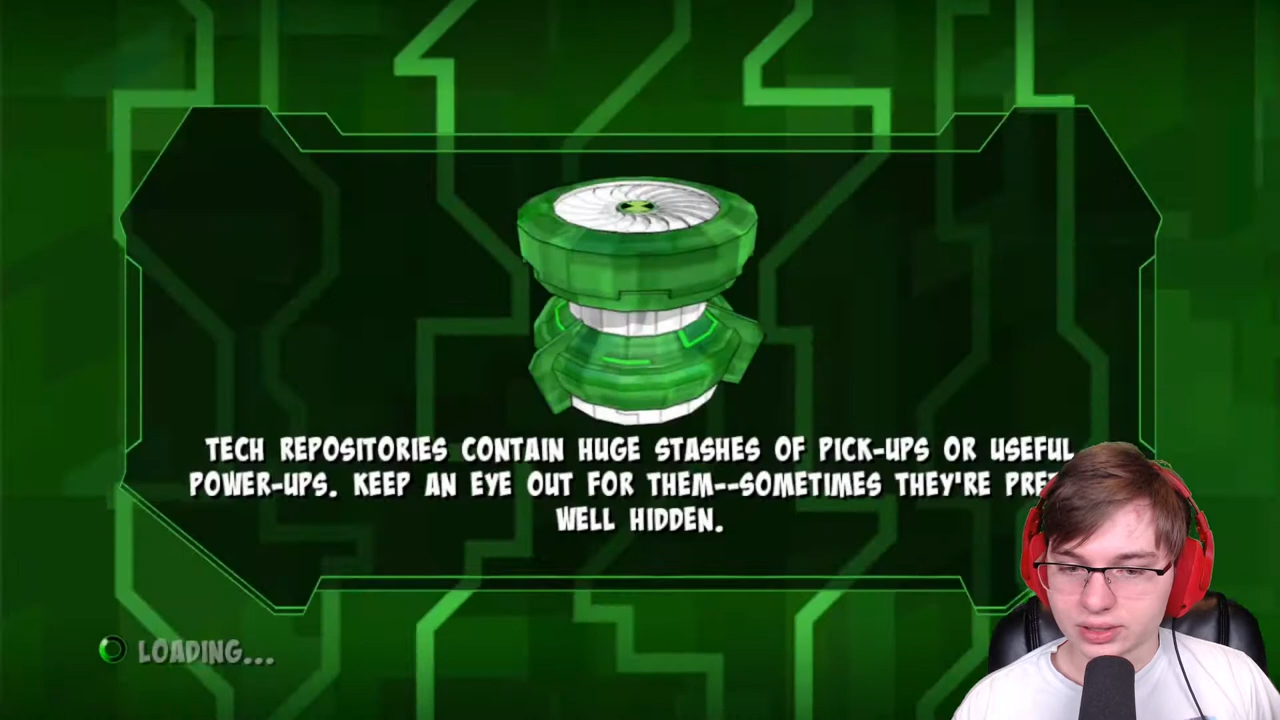 TECH REPOSITORIES CONTAIN HUGE STASHES OF PICK-UPS OR USEFUL
POWER-UPS. KEEP AN EYE OUT FOR THEM--SOMETIMES THEY'RE
WELL HIDDEN.
LOADING...